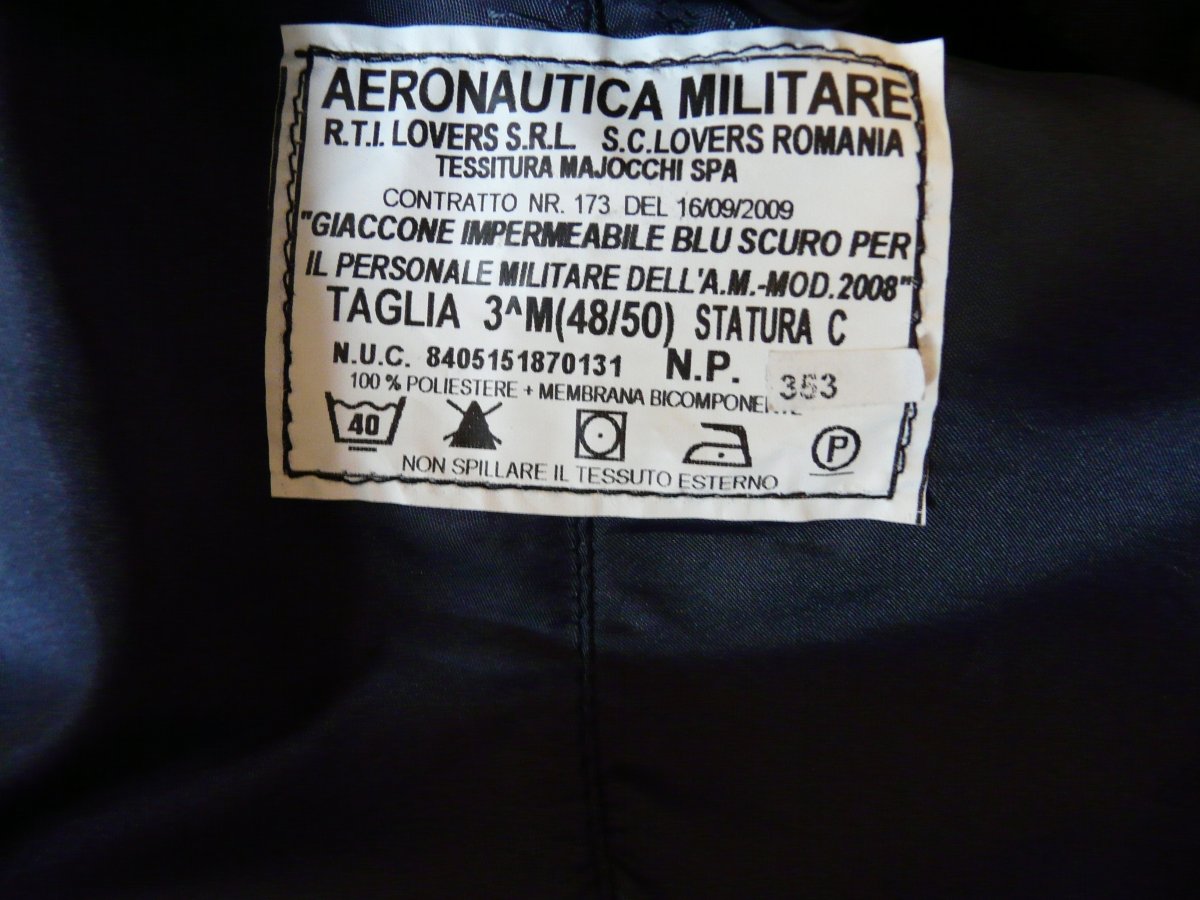 AERONAUTICA MILITARE
R.T.I. LOVERS S.R.L. S.C.LOVERS ROMANIA
TESSITURA MAJOCCHI SPA
CONTRATTO NR. 173 DEL 16/09/2009
"GIACCONE IMPERMEABILE BLU SCURO PER
IL PERSONALE MILITARE DELL'A.M.-MOD.2008"
TAGLIA 3^M(48/50) STATURA C
N.U.C. 8405151870131 N.P. 353
100 % POLIESTERE + MEMBRANA BICOMPONENTE
40 P
NON SPILLARE IL TESSUTO ESTERNO